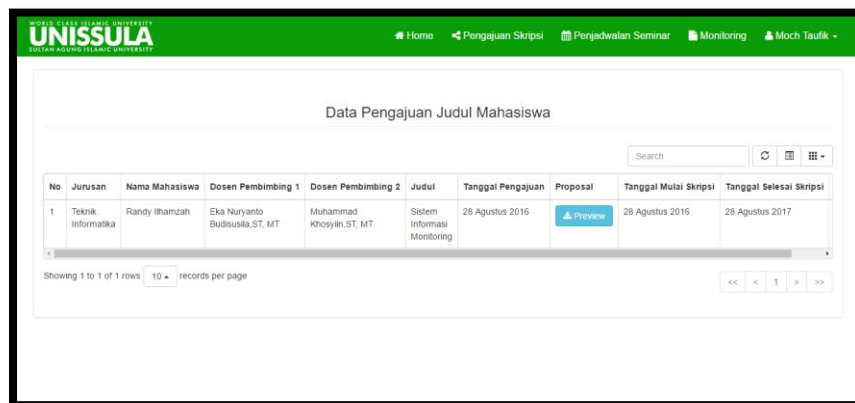 WORLD CLASS ISLAMIC UNIVERSITY
UNISSULA
SULTAN AGUNG ISLAMIC UNIVERSITY
Home Pengajuan Skripsi Penjadwalan Seminar Monitoring Moch Taufik
Data Pengajuan Judul Mahasiswa
Search
No Jurusan Nama Mahasiswa Dosen Pembimbing 1 Dosen Pembimbing 2 Judul Tanggal Pengajuan Proposal Tanggal Mulai Skripsi Tanggal Selesai Skripsi
1 Teknik Randy Ilhamzah Eka Nuryanto Muhammad Sistem 28 Agustus 2016 Preview 28 Agustus 2016 28 Agustus 2017
Informatika Budisusila,ST, MT Khosyiin,ST, MT Informasi
Monitoring
Showing 1 to 1 of 1 rows 10 records per page
<< < 1 > >>